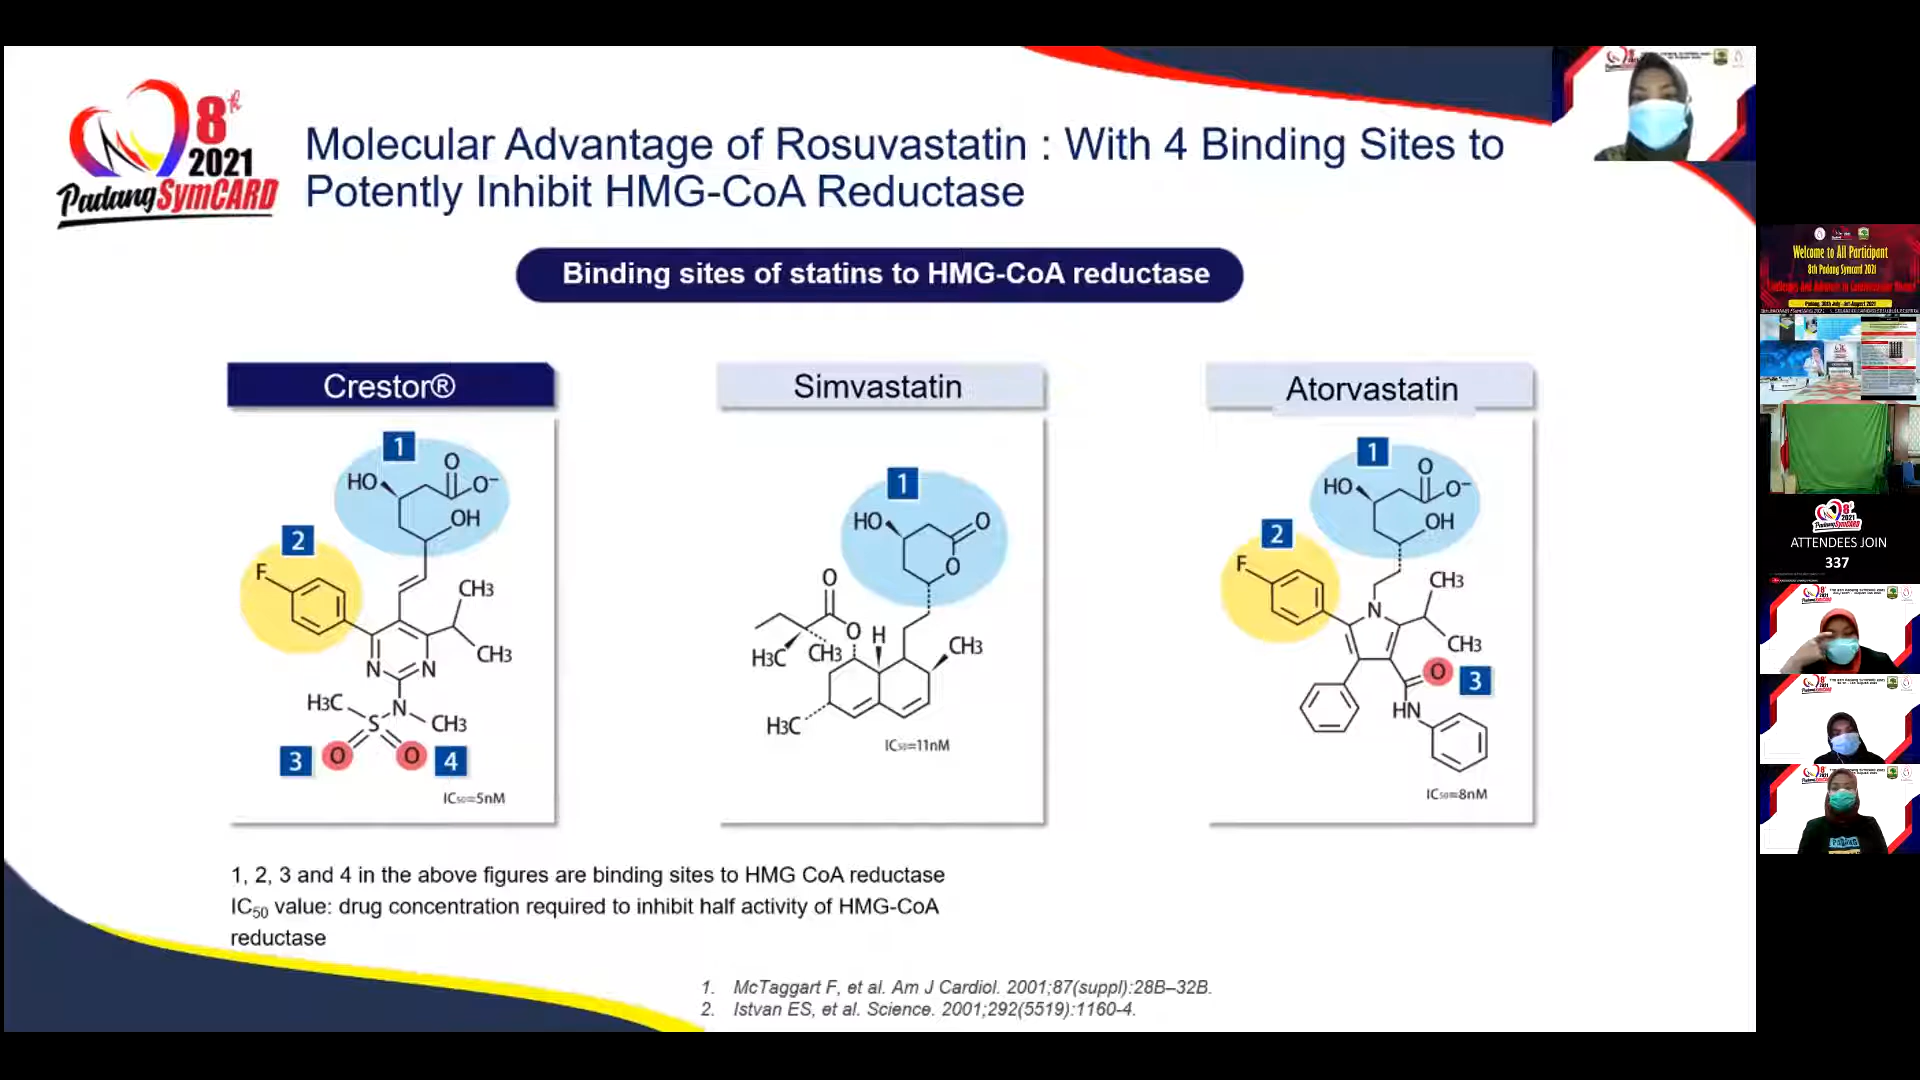 8th
2021
PadangSymCARD
Molecular Advantage of Rosuvastatin : With 4 Binding Sites to
Potently Inhibit HMG-CoA Reductase
Binding sites of statins to HMG-CoA reductase
Crestor®
1
HO
O
O−
OH
2
F
CH3
CH3
N
N
H3C
N
S
CH3
3
O
O
4
IC50=5nM
Simvastatin
1
HO
O
O
O
O
H
H3C
CH3
CH3
H3C
IC50=11nM
Atorvastatin
1
HO
O
O−
OH
2
F
CH3
N
CH3
O
3
HN
IC50=8nM
1, 2, 3 and 4 in the above figures are binding sites to HMG CoA reductase
IC50 value: drug concentration required to inhibit half activity of HMG-CoA
reductase
1. McTaggart F, et al. Am J Cardiol. 2001;87(suppl):28B–32B.
2. Istvan ES, et al. Science. 2001;292(5519):1160-4.
Welcome to All Participant
8th Padang Symcard 2021
8th
2021
PadangSymCARD
ATTENDEES JOIN
337